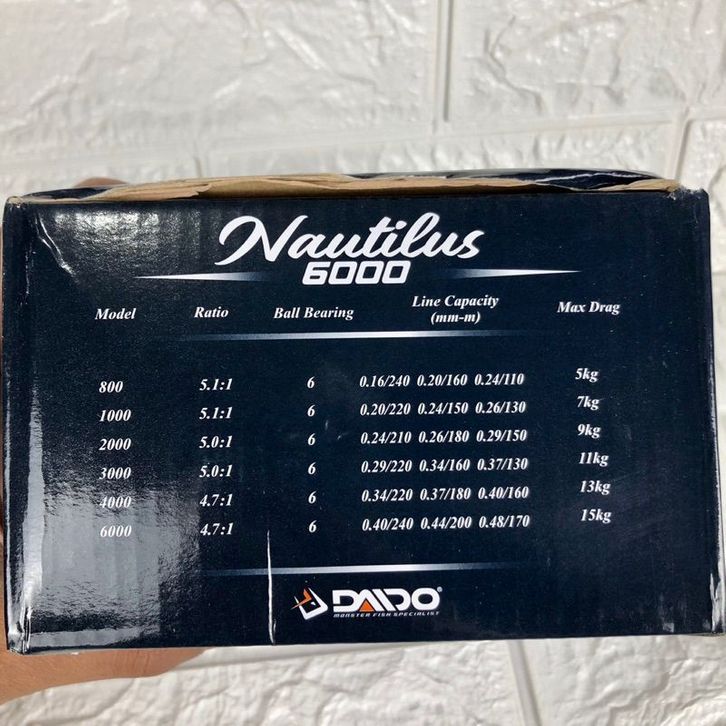 Nautilus
6000
Model Ratio Ball Bearing Line Capacity (mm-m) Max Drag
800 5.1:1 6 0.16/240 0.20/160 0.24/110 5kg
1000 5.1:1 6 0.20/220 0.24/150 0.26/130 7kg
2000 5.0:1 6 0.24/210 0.26/180 0.29/150 9kg
3000 5.0:1 6 0.29/220 0.34/160 0.37/130 11kg
4000 4.7:1 6 0.34/220 0.37/180 0.40/160 13kg
6000 4.7:1 6 0.40/240 0.44/200 0.48/170 15kg
DAIDO®
MONSTER FISH SPECIALIST